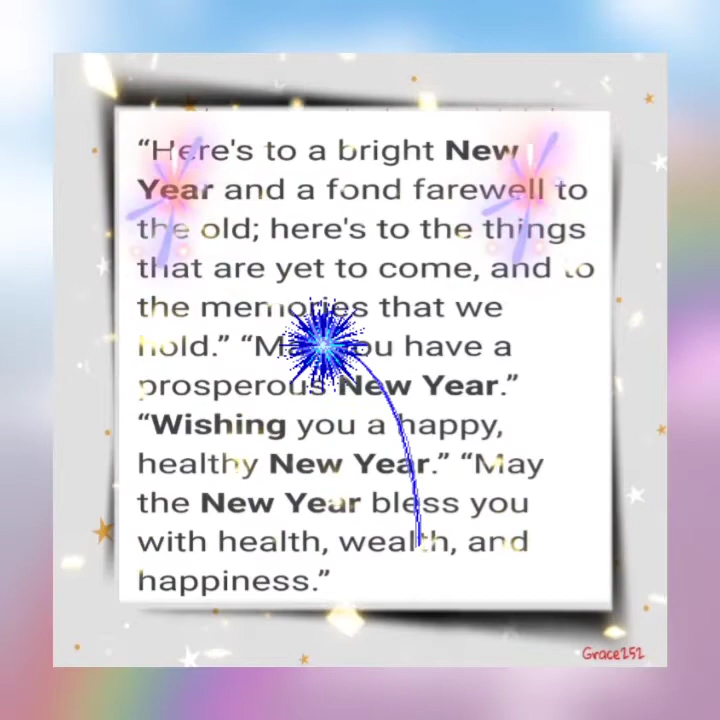 “Here's to a bright New
Year and a fond farewell to
the old; here's to the things
that are yet to come, and to
the memories that we
hold.” “May you have a
prosperous New Year.”
“Wishing you a happy,
healthy New Year.” “May
the New Year bless you
with health, wealth, and
happiness.”
Grace252